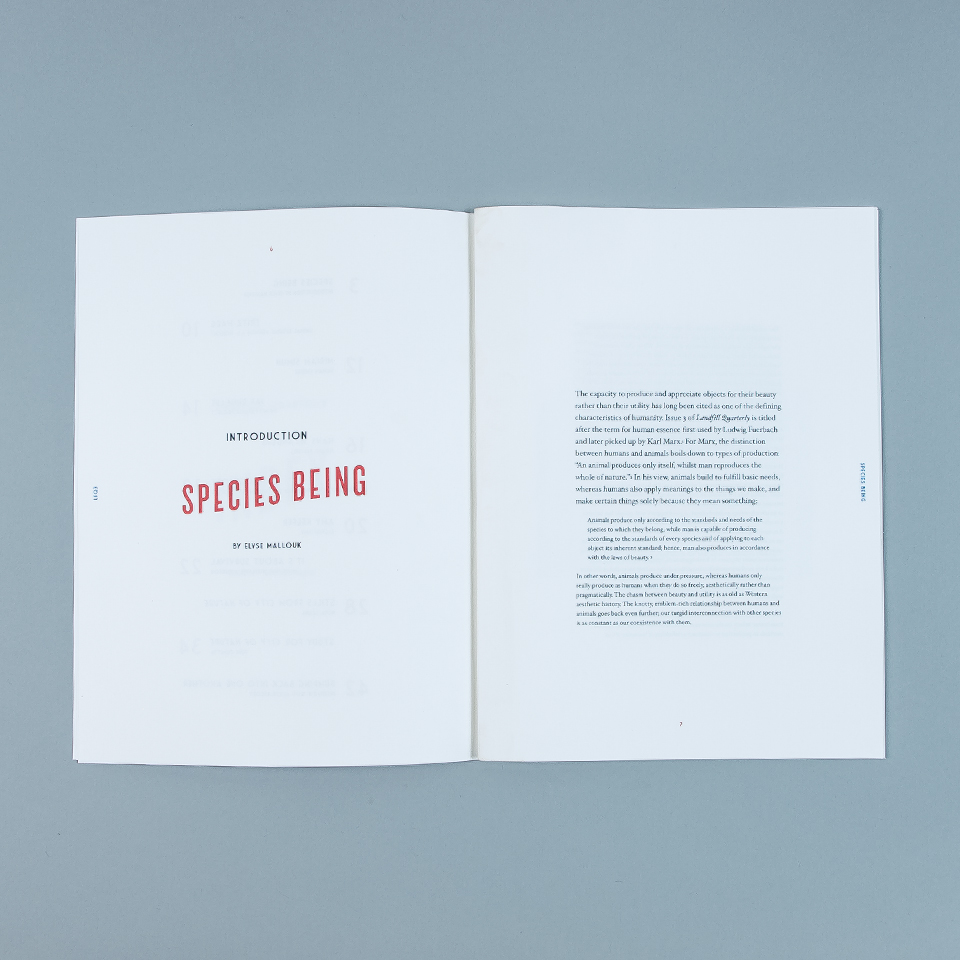 6
INTRODUCTION
SPECIES BEING
BY ELYSE MALLOUK
The capacity to produce and appreciate objects for their beauty
rather than their utility has long been cited as one of the defining
characteristics of humanity. Issue 3 of Landfill Quarterly is titled
after the term for human essence first used by Ludwig Fuerbach
and later picked up by Karl Marx. For Marx, the distinction
between humans and animals boils down to types of production.
"An animal produces only itself, whilst man reproduces the
whole of nature." In his view, animals build to fulfill basic needs,
whereas humans also apply meanings to the things we make, and
make certain things solely because they mean something:
Animals produce only according to the standards and needs of the
species to which they belong, while man is capable of producing
according to the standards of every species and of applying to each
object its inherent standard; hence, man also produces in accordance
with the laws of beauty.
In other words, animals produce under pressure, whereas humans only
really produce as humans when they do so freely, aesthetically rather than
pragmatically. The chasm between beauty and utility is as old as Western
aesthetic history. The knotty, emblem-rich relationship between humans and
animals goes back even further; our turgid interconnection with other species
is as constant as our coexistence with them.
SPECIES BEING
7